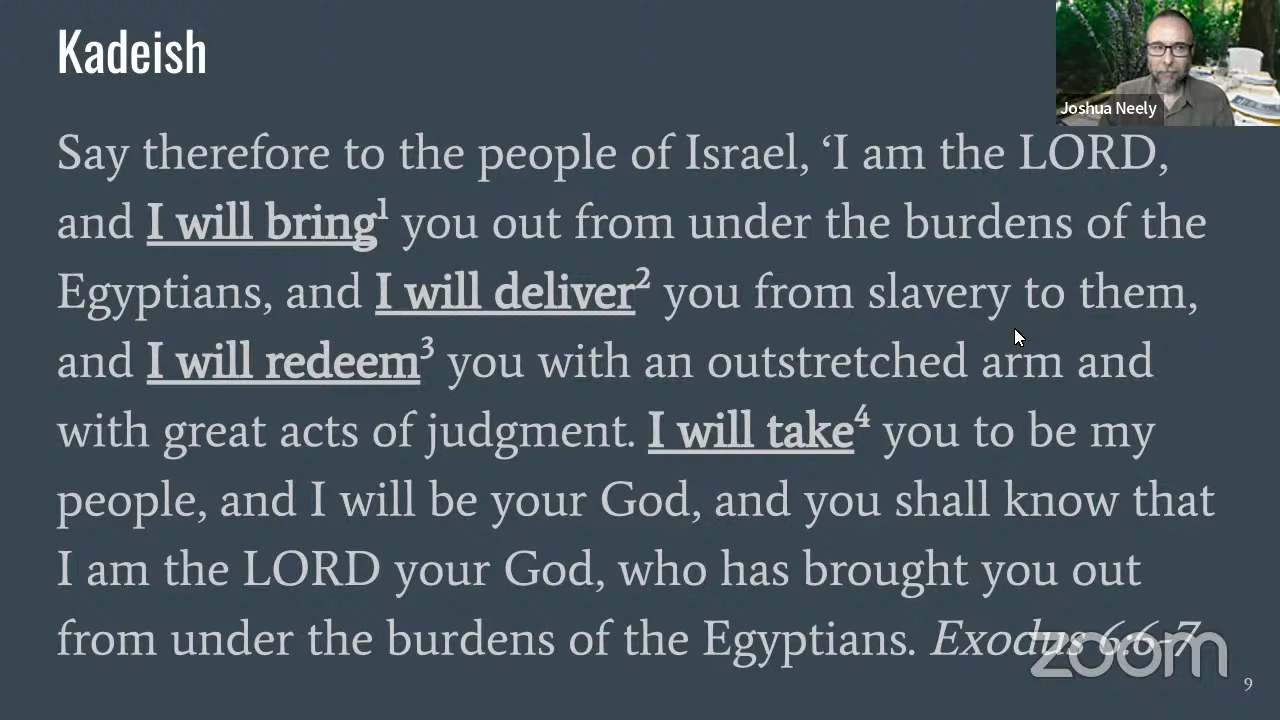 Kadeish
Joshua Neely
Say therefore to the people of Israel, ‘I am the LORD,
and I will bring¹ you out from under the burdens of the
Egyptians, and I will deliver² you from slavery to them,
and I will redeem³ you with an outstretched arm and
with great acts of judgment. I will take⁴ you to be my
people, and I will be your God, and you shall know that
I am the LORD your God, who has brought you out
from under the burdens of the Egyptians. Exodus 6:6-7
zoom
9